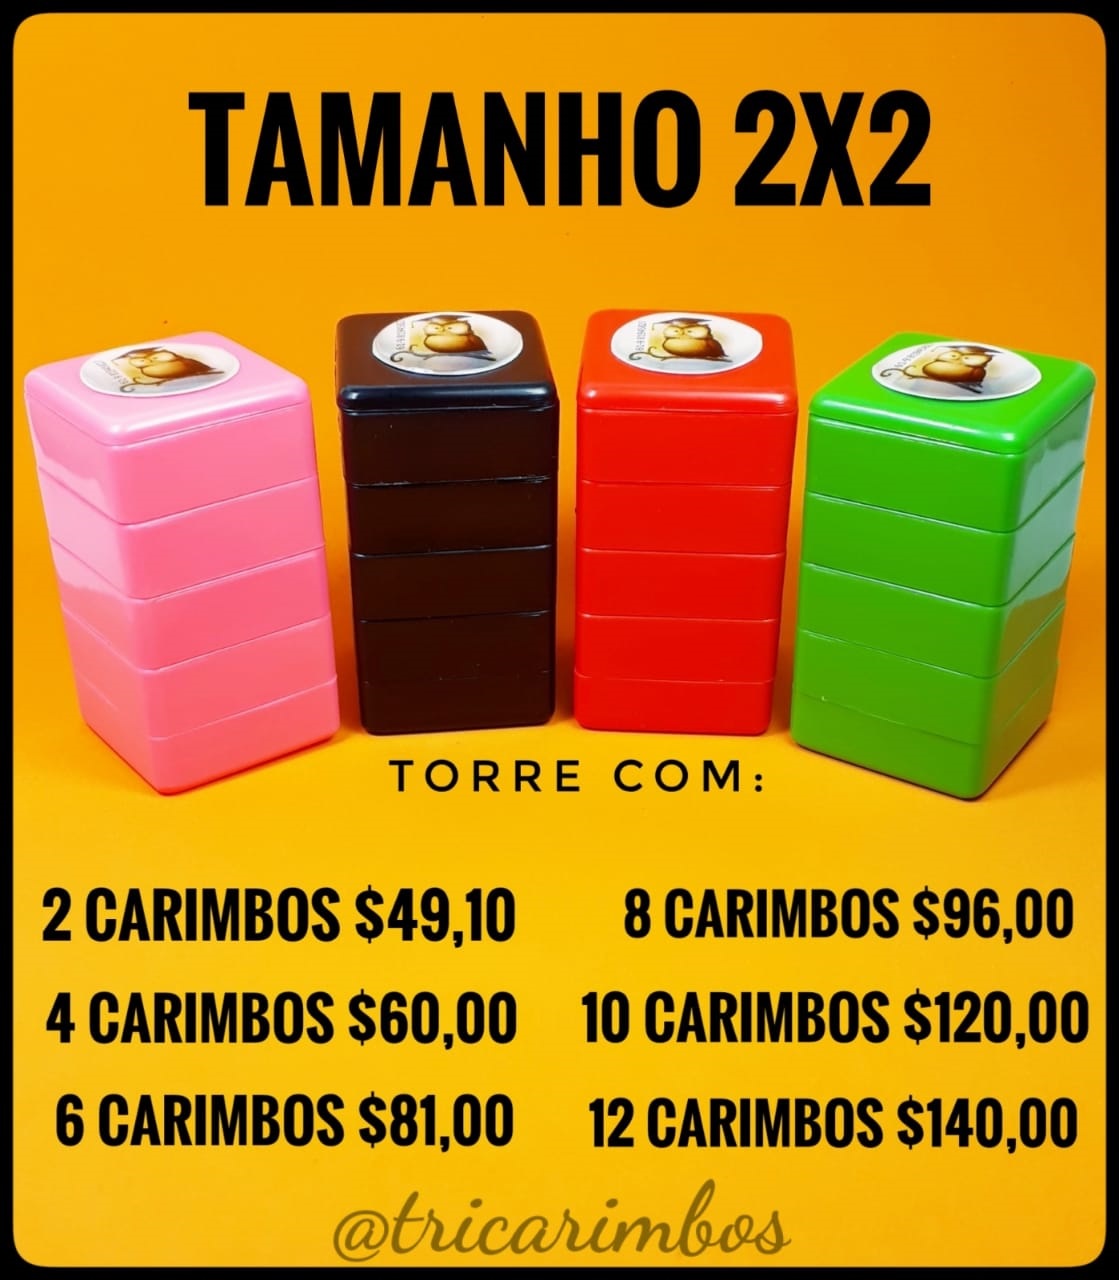 TAMANHO 2X2
TORRE COM:
2 CARIMBOS $49,10
4 CARIMBOS $60,00
6 CARIMBOS $81,00
8 CARIMBOS $96,00
10 CARIMBOS $120,00
12 CARIMBOS $140,00
@tricarimbos